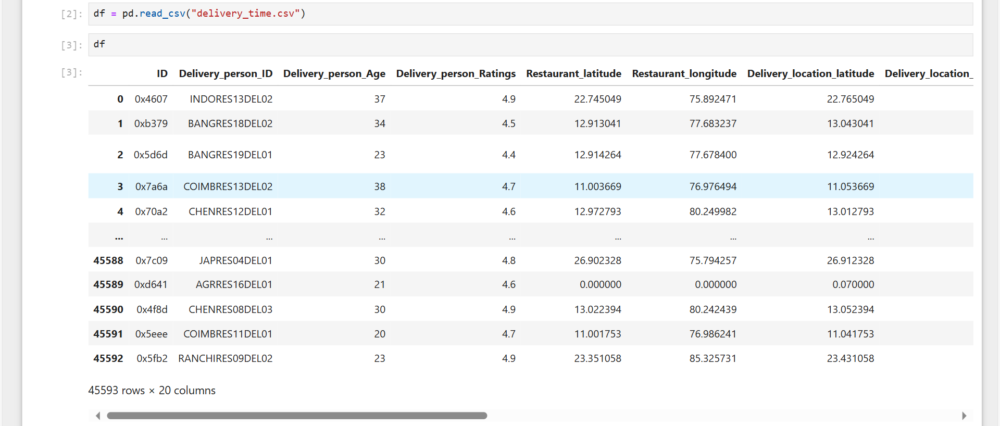 [2]: df = pd.read_csv("delivery_time.csv")
[3]: df
[3]: ID Delivery_person_ID Delivery_person_Age Delivery_person_Ratings Restaurant_latitude Restaurant_longitude Delivery_location_latitude Delivery_location_
0 0x4607 INDORES13DEL02 37 4.9 22.745049 75.892471 22.765049
1 0xb379 BANGRES18DEL02 34 4.5 12.913041 77.683237 13.043041
2 0x5d6d BANGRES19DEL01 23 4.4 12.914264 77.678400 12.924264
3 0x7a6a COIMBRES13DEL02 38 4.7 11.003669 76.976494 11.053669
4 0x70a2 CHENRES12DEL01 32 4.6 12.972793 80.249982 13.012793
... ... ... ... ... ... ... ...
45588 0x7c09 JAPRES04DEL01 30 4.8 26.902328 75.794257 26.912328
45589 0xd641 AGRRES16DEL01 21 4.6 0.000000 0.000000 0.070000
45590 0x4f8d CHENRES08DEL03 30 4.9 13.022394 80.242439 13.052394
45591 0x5eee COIMBRES11DEL01 20 4.7 11.001753 76.986241 11.041753
45592 0x5fb2 RANCHIRES09DEL02 23 4.9 23.351058 85.325731 23.431058
45593 rows × 20 columns